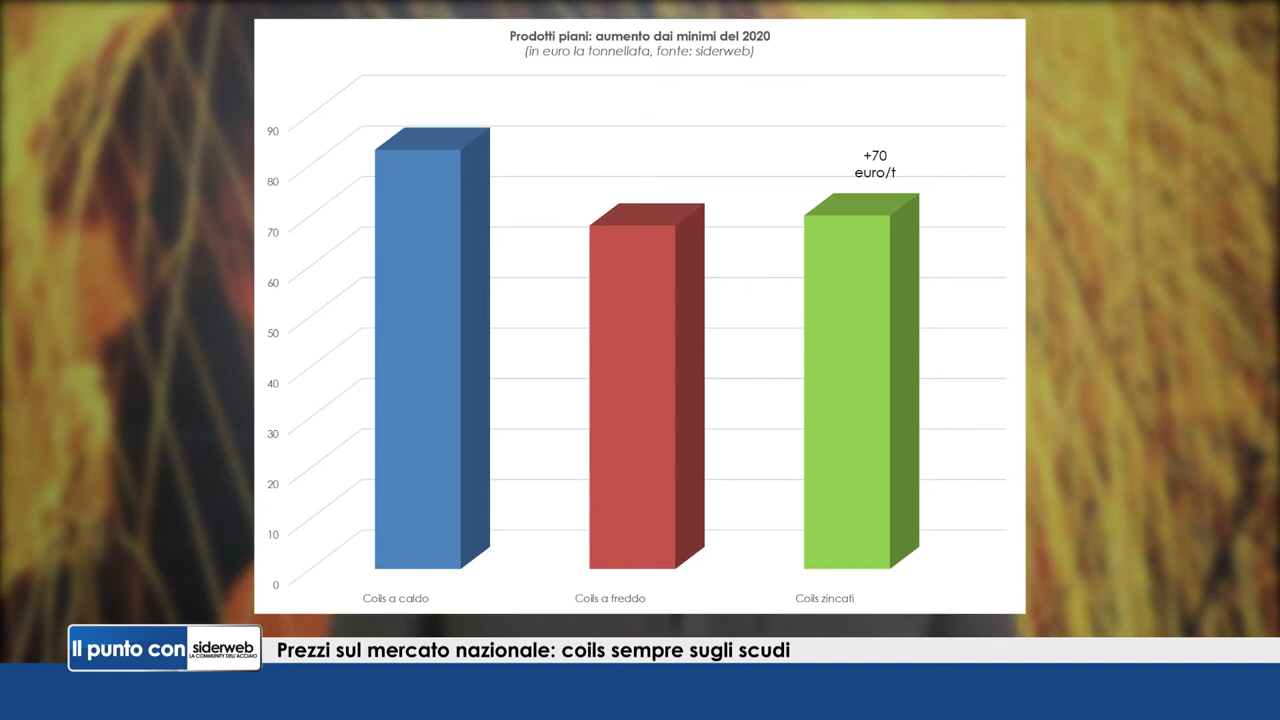 Prodotti piani: aumento dai minimi del 2020
(in euro la tonnellata, fonte: siderweb)
90
80
70
60
50
40
30
20
10
0
+70
euro/t
Coils a caldo
Coils a freddo
Coils zincati
Il punto con
siderweb
LA COMMUNITY DELL'ACCIAIO
Prezzi sul mercato nazionale: coils sempre sugli scudi